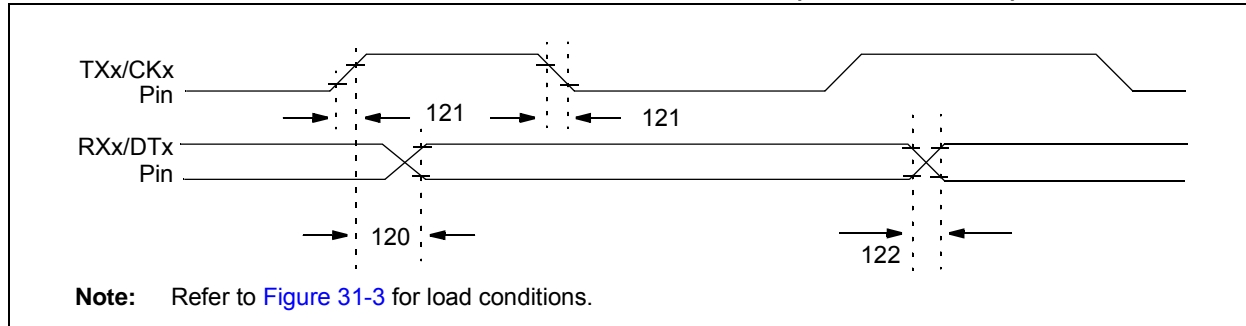 TXx/CKx
Pin
121
121
RXx/DTx
Pin
120
122
Note: Refer to Figure 31-3 for load conditions.